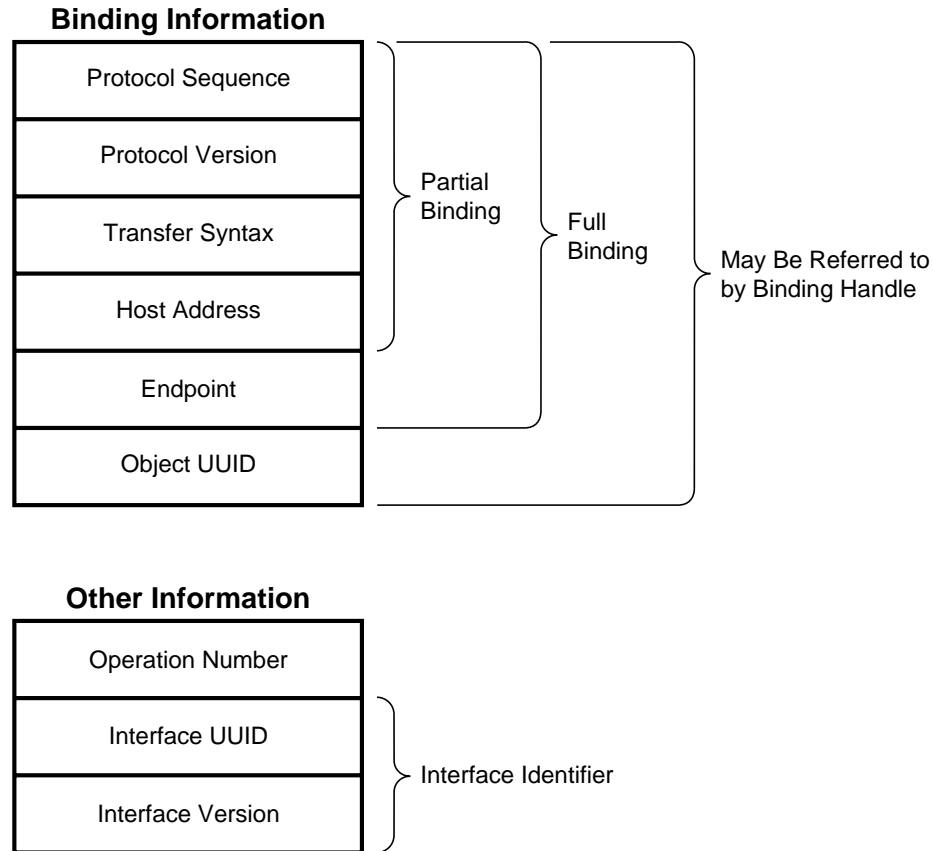 Binding Information
Protocol Sequence
Protocol Version
Transfer Syntax
Host Address
Endpoint
Object UUID
Partial
Binding
Full
Binding
May Be Referred to
by Binding Handle
Other Information
Operation Number
Interface UUID
Interface Version
Interface Identifier